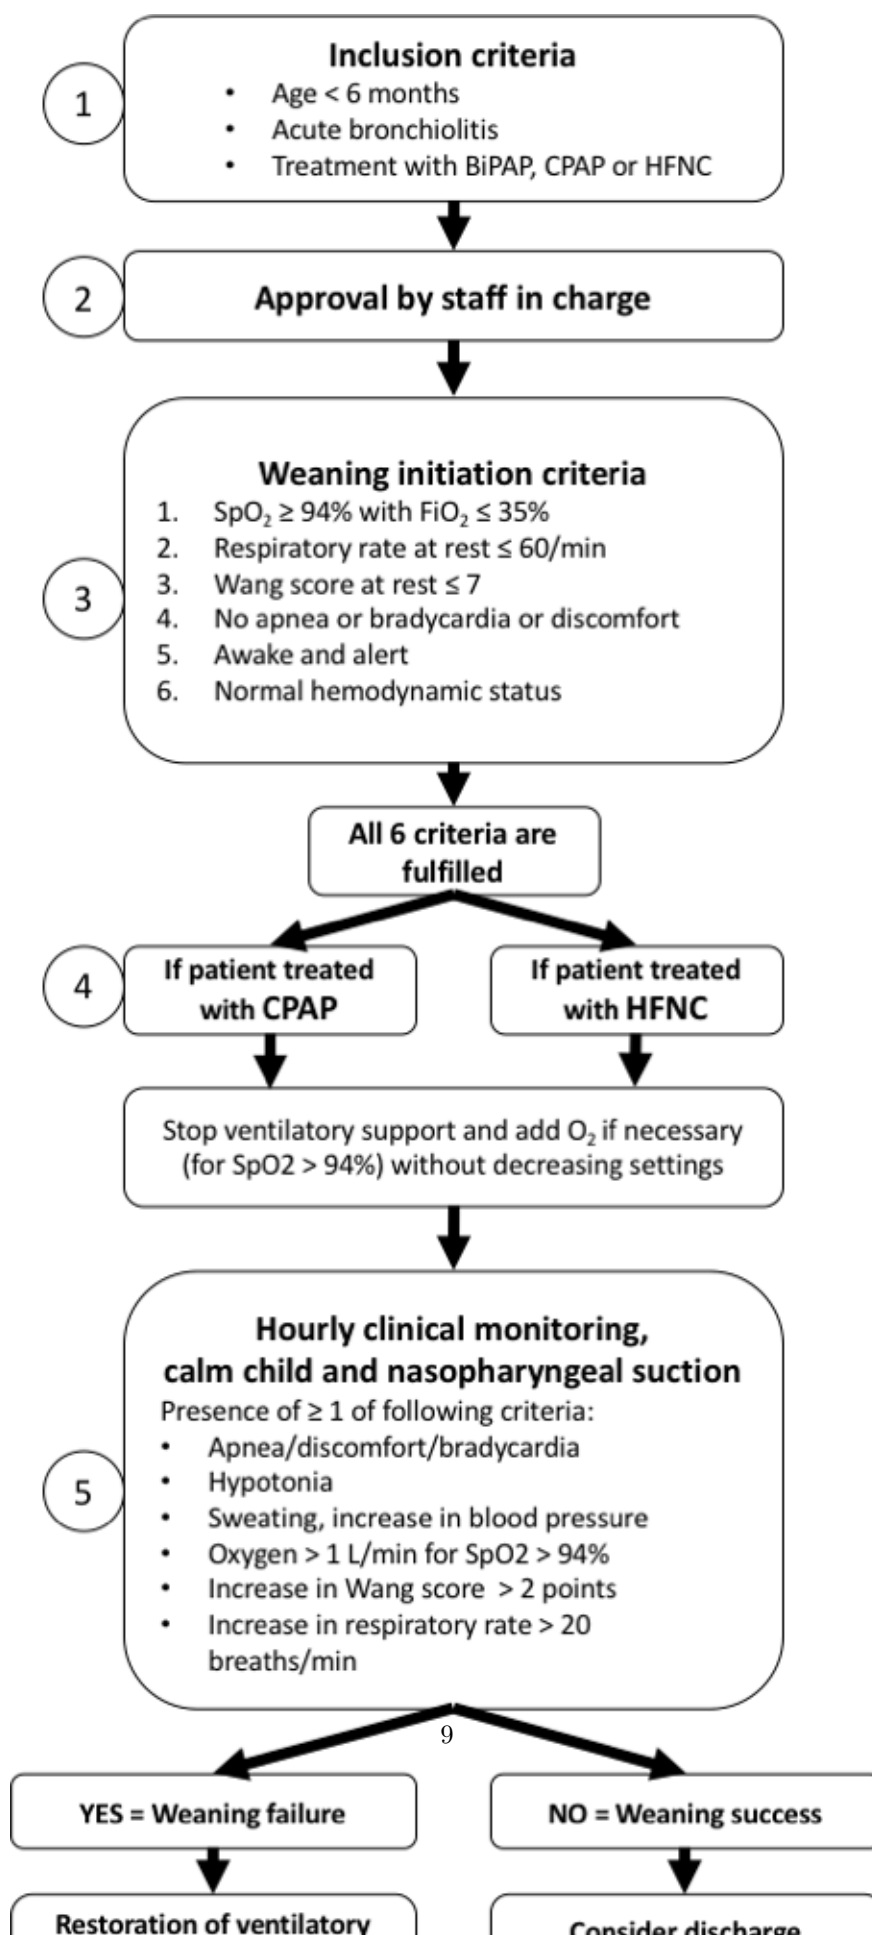 1
Inclusion criteria
• Age < 6 months
• Acute bronchiolitis
• Treatment with BiPAP, CPAP or HFNC
2
Approval by staff in charge
3
Weaning initiation criteria
1. SpO₂ ≥ 94% with FiO₂ ≤ 35%
2. Respiratory rate at rest ≤ 60/min
3. Wang score at rest ≤ 7
4. No apnea or bradycardia or discomfort
5. Awake and alert
6. Normal hemodynamic status
All 6 criteria are
fulfilled
4
If patient treated
with CPAP
If patient treated
with HFNC
Stop ventilatory support and add O₂ if necessary
(for SpO2 > 94%) without decreasing settings
5
Hourly clinical monitoring,
calm child and nasopharyngeal suction
Presence of ≥ 1 of following criteria:
• Apnea/discomfort/bradycardia
• Hypotonia
• Sweating, increase in blood pressure
• Oxygen > 1 L/min for SpO2 > 94%
• Increase in Wang score > 2 points
• Increase in respiratory rate > 20
breaths/min
9
YES = Weaning failure
NO = Weaning success
Restoration of ventilatory
Consider discharge